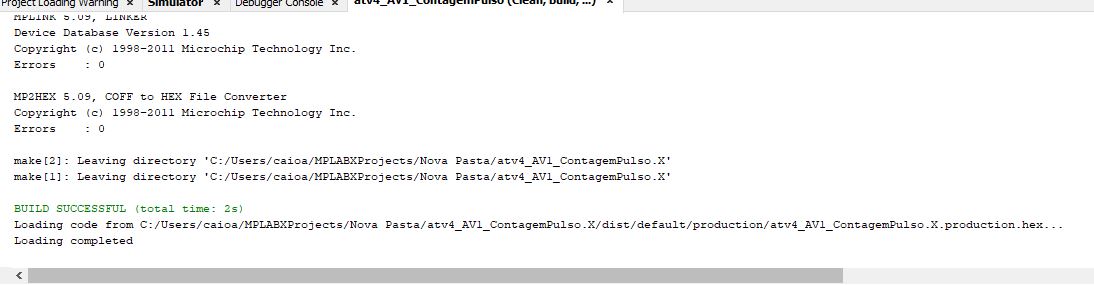 Project Loading Warning × Simulator × Debugger Console × atv4_AV1_ContagemPulso (Clean, Build, ...) ×
MPLINK 5.09, LINKER
Device Database Version 1.45
Copyright (c) 1998-2011 Microchip Technology Inc.
Errors    : 0
MP2HEX 5.09, COFF to HEX File Converter
Copyright (c) 1998-2011 Microchip Technology Inc.
Errors    : 0
make[2]: Leaving directory 'C:/Users/caioa/MPLABXProjects/Nova Pasta/atv4_AV1_ContagemPulso.X'
make[1]: Leaving directory 'C:/Users/caioa/MPLABXProjects/Nova Pasta/atv4_AV1_ContagemPulso.X'
BUILD SUCCESSFUL (total time: 2s)
Loading code from C:/Users/caioa/MPLABXProjects/Nova Pasta/atv4_AV1_ContagemPulso.X/dist/default/production/atv4_AV1_ContagemPulso.X.production.hex...
Loading completed